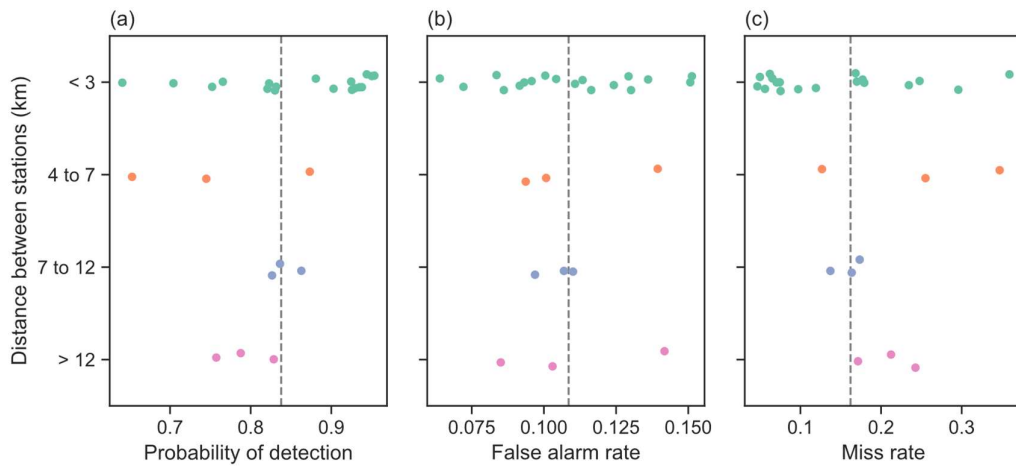 (a)
(b)
(c)
Distance between stations (km)
< 3
4 to 7
7 to 12
> 12
0.7 0.8 0.9
0.075 0.100 0.125 0.150
0.1 0.2 0.3
Probability of detection
False alarm rate
Miss rate